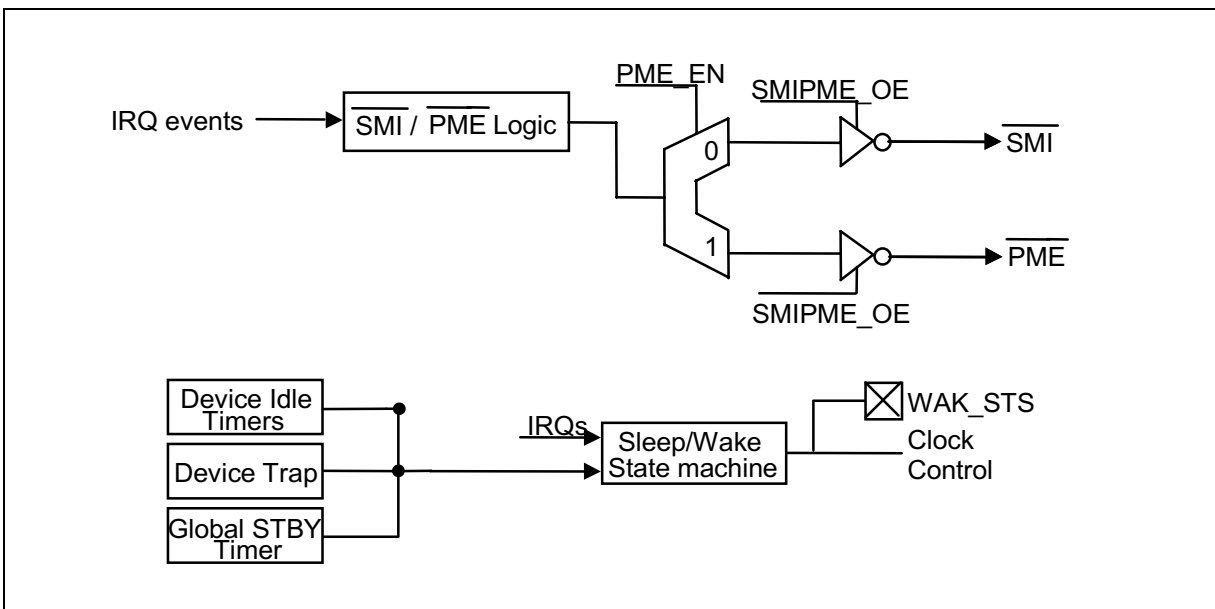 PME_EN
SMIPME_OE
IRQ events
SMI / PME Logic
0
SMI
1
PME
SMIPME_OE
Device Idle
Timers
WAK_STS
IRQs
Sleep/Wake
State machine
Clock
Control
Device Trap
Global STBY
Timer